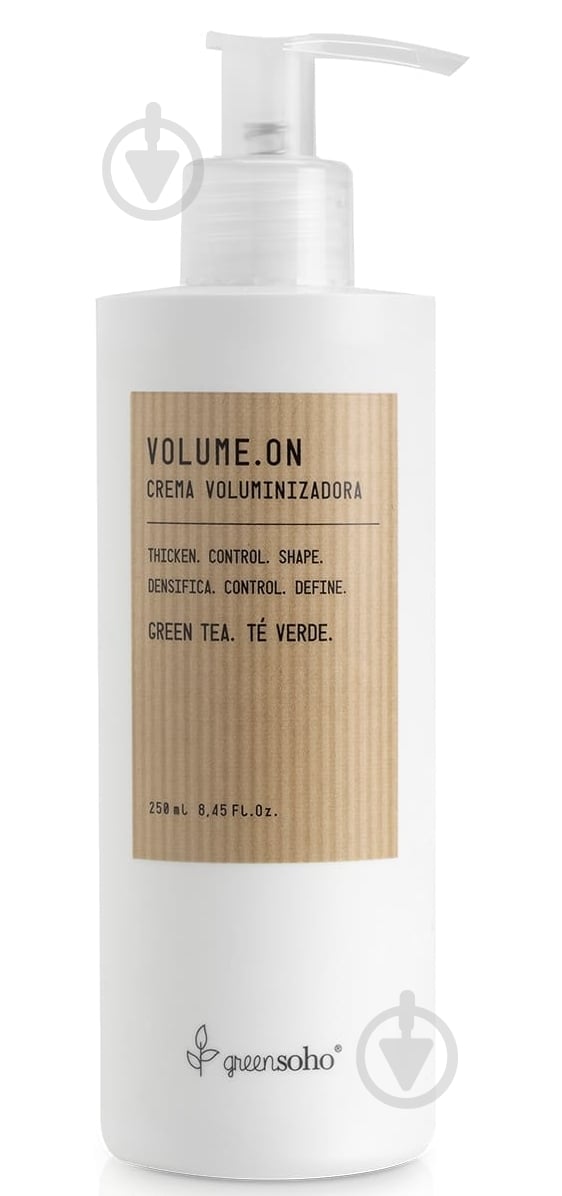 VOLUME.ON
CREMA VOLUMINIZADORA
THICKEN. CONTROL. SHAPE.
DENSIFICA. CONTROL. DEFINE.
GREEN TEA. TÉ VERDE.
250 ml 8,45 FL.Oz.
greensoho®